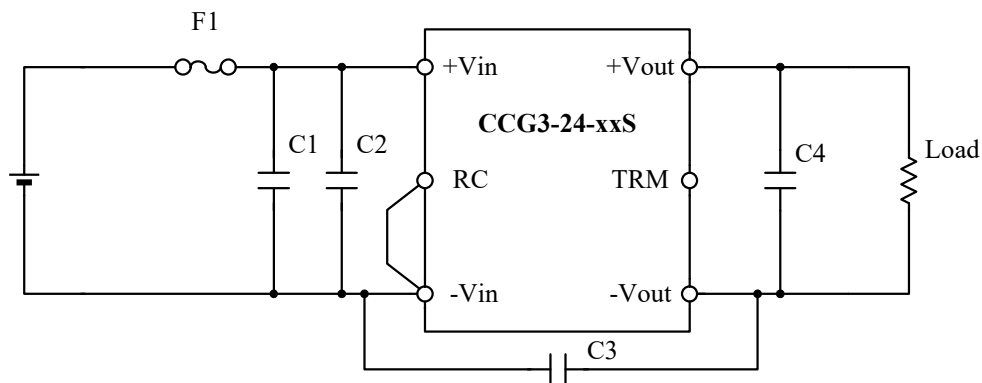 F1
+Vin
+Vout
CCG3-24-xxS
C1
C2
C4
Load
RC
TRM
-Vin
-Vout
C3